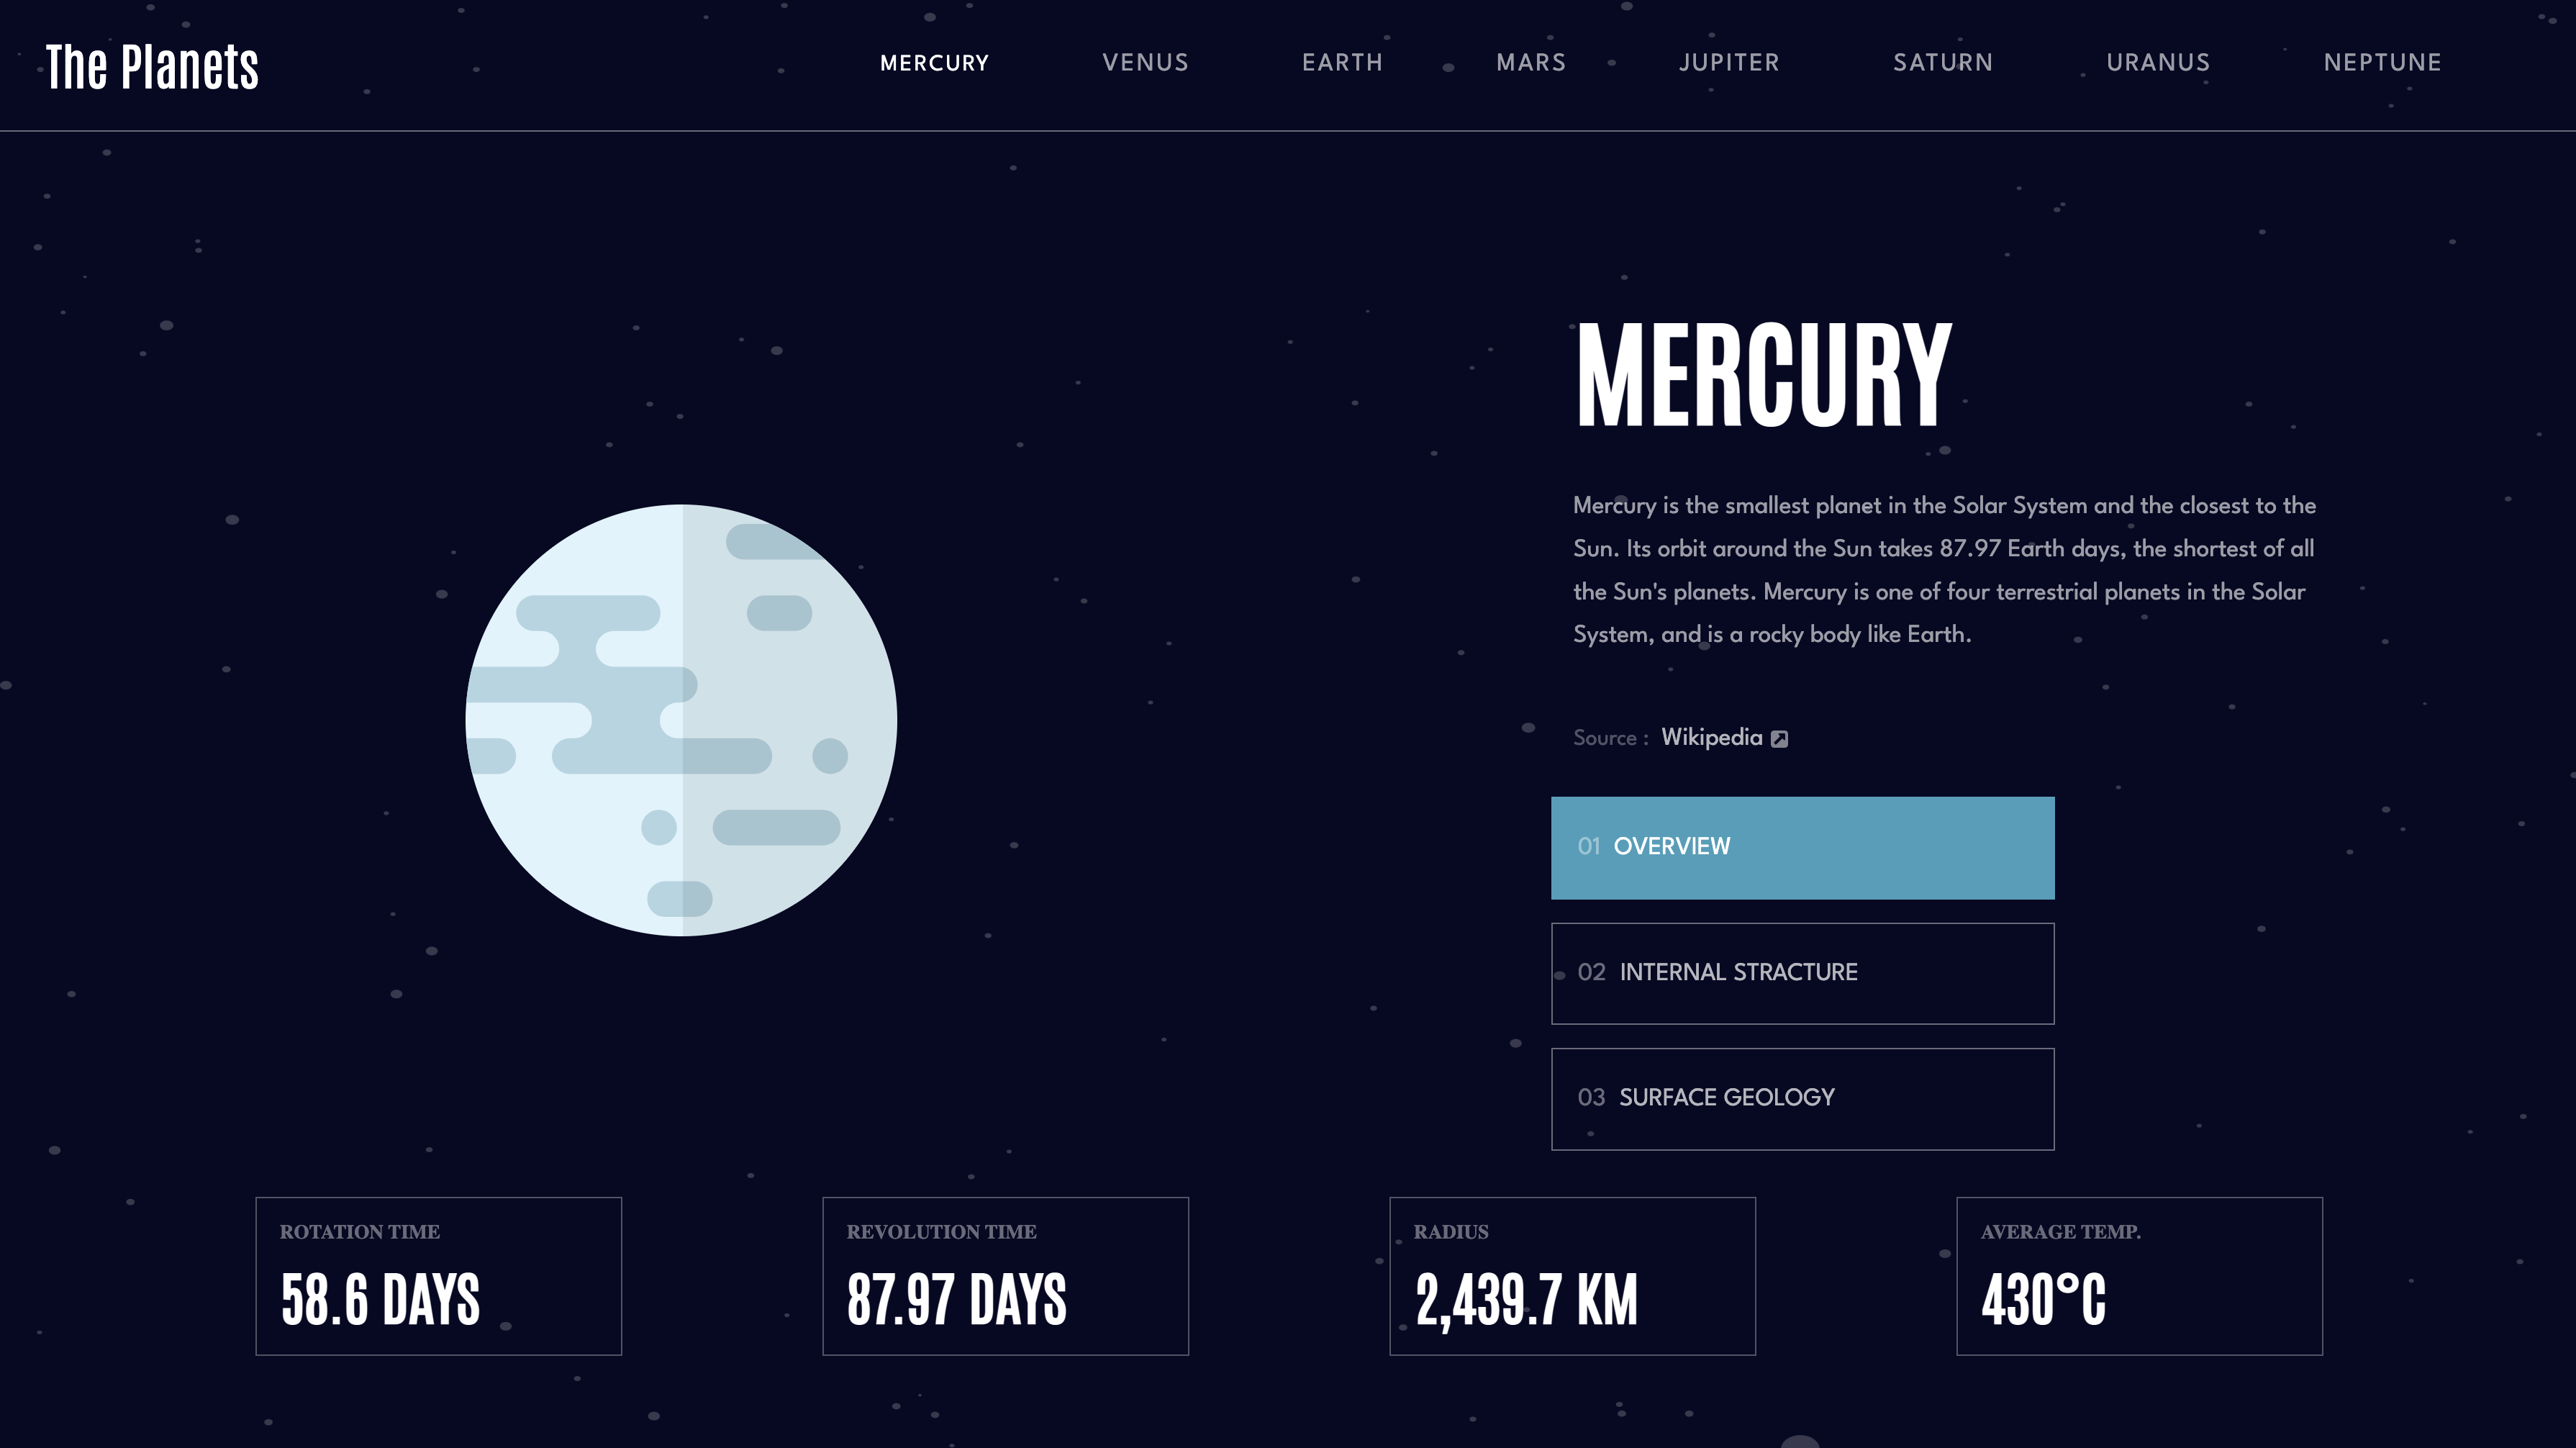 The Planets
MERCURY VENUS EARTH MARS JUPITER SATURN URANUS NEPTUNE
MERCURY
Mercury is the smallest planet in the Solar System and the closest to the
Sun. Its orbit around the Sun takes 87.97 Earth days, the shortest of all
the Sun's planets. Mercury is one of four terrestrial planets in the Solar
System, and is a rocky body like Earth.
Source : Wikipedia
01 OVERVIEW
02 INTERNAL STRACTURE
03 SURFACE GEOLOGY
ROTATION TIME
58.6 DAYS
REVOLUTION TIME
87.97 DAYS
RADIUS
2,439.7 KM
AVERAGE TEMP.
430°C